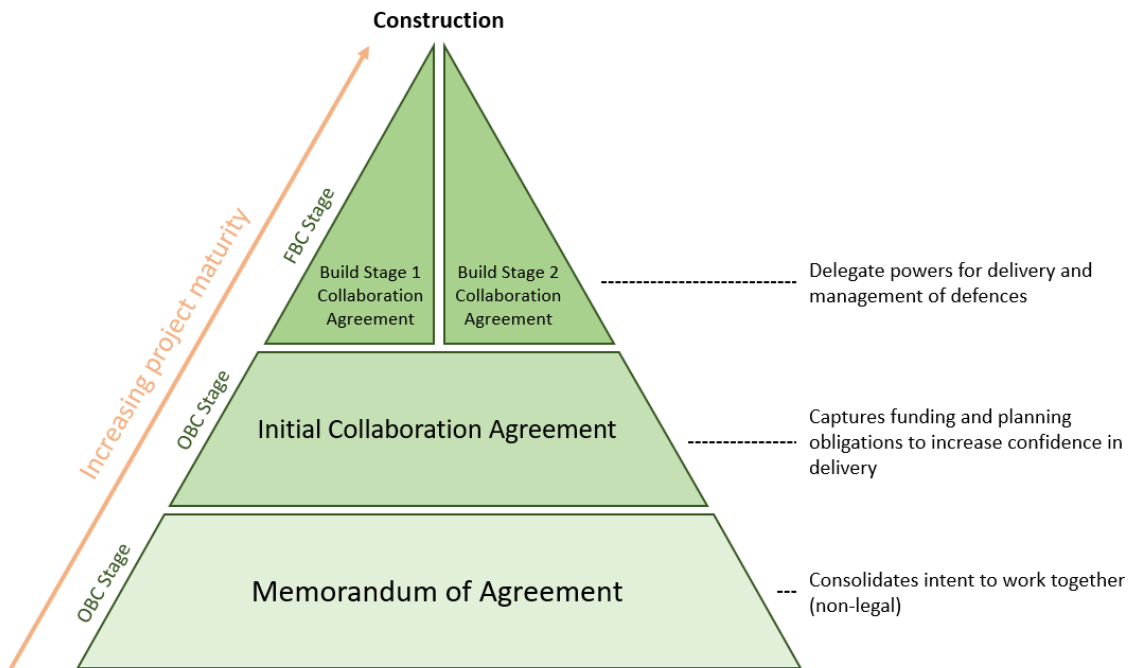 Construction
Increasing project maturity
FBC Stage
Build Stage 1
Collaboration
Agreement
Build Stage 2
Collaboration
Agreement
Delegate powers for delivery and
management of defences
OBC Stage
Initial Collaboration Agreement
Captures funding and planning
obligations to increase confidence in
delivery
OBC Stage
Memorandum of Agreement
Consolidates intent to work together
(non-legal)